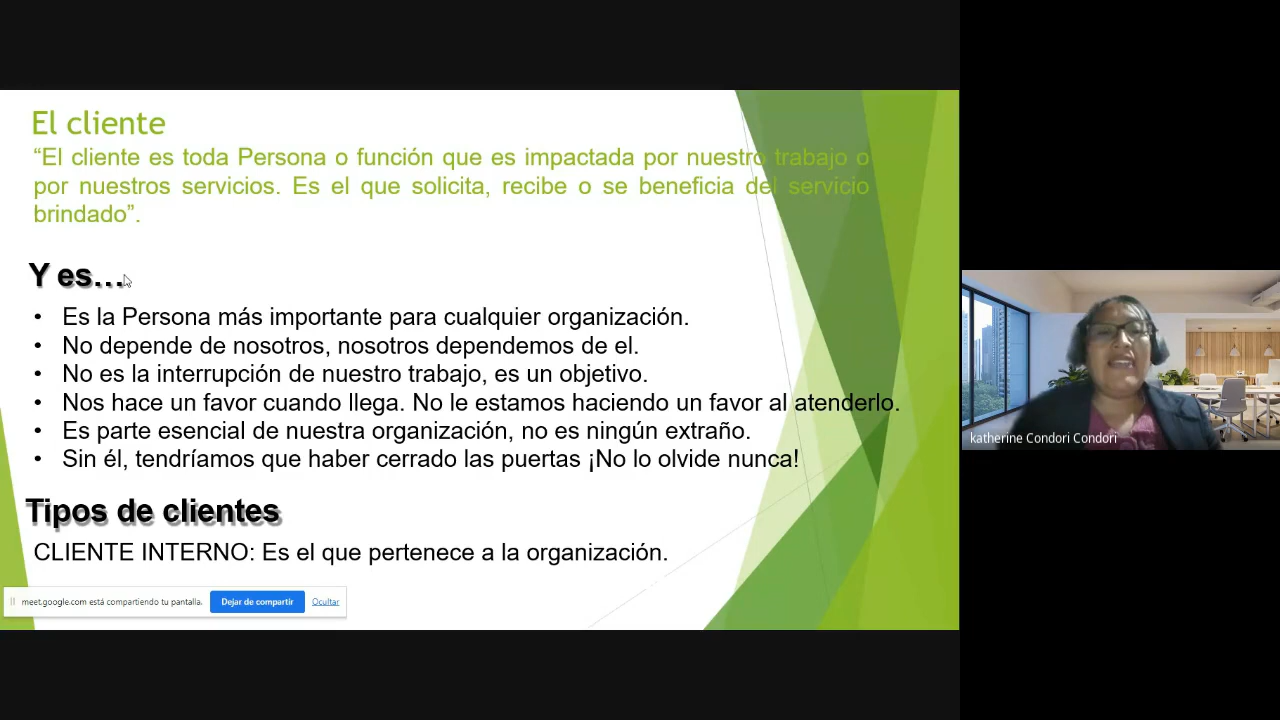 El cliente
“El cliente es toda Persona o función que es impactada por nuestro trabajo o
por nuestros servicios. Es el que solicita, recibe o se beneficia del servicio
brindado”.
Y es…
• Es la Persona más importante para cualquier organización.
• No depende de nosotros, nosotros dependemos de el.
• No es la interrupción de nuestro trabajo, es un objetivo.
• Nos hace un favor cuando llega. No le estamos haciendo un favor al atenderlo.
• Es parte esencial de nuestra organización, no es ningún extraño.
• Sin él, tendríamos que haber cerrado las puertas ¡No lo olvide nunca!
Tipos de clientes
CLIENTE INTERNO: Es el que pertenece a la organización.
meet.google.com está compartiendo tu pantalla. Dejar de compartir Ocultar
katherine Condori Condori